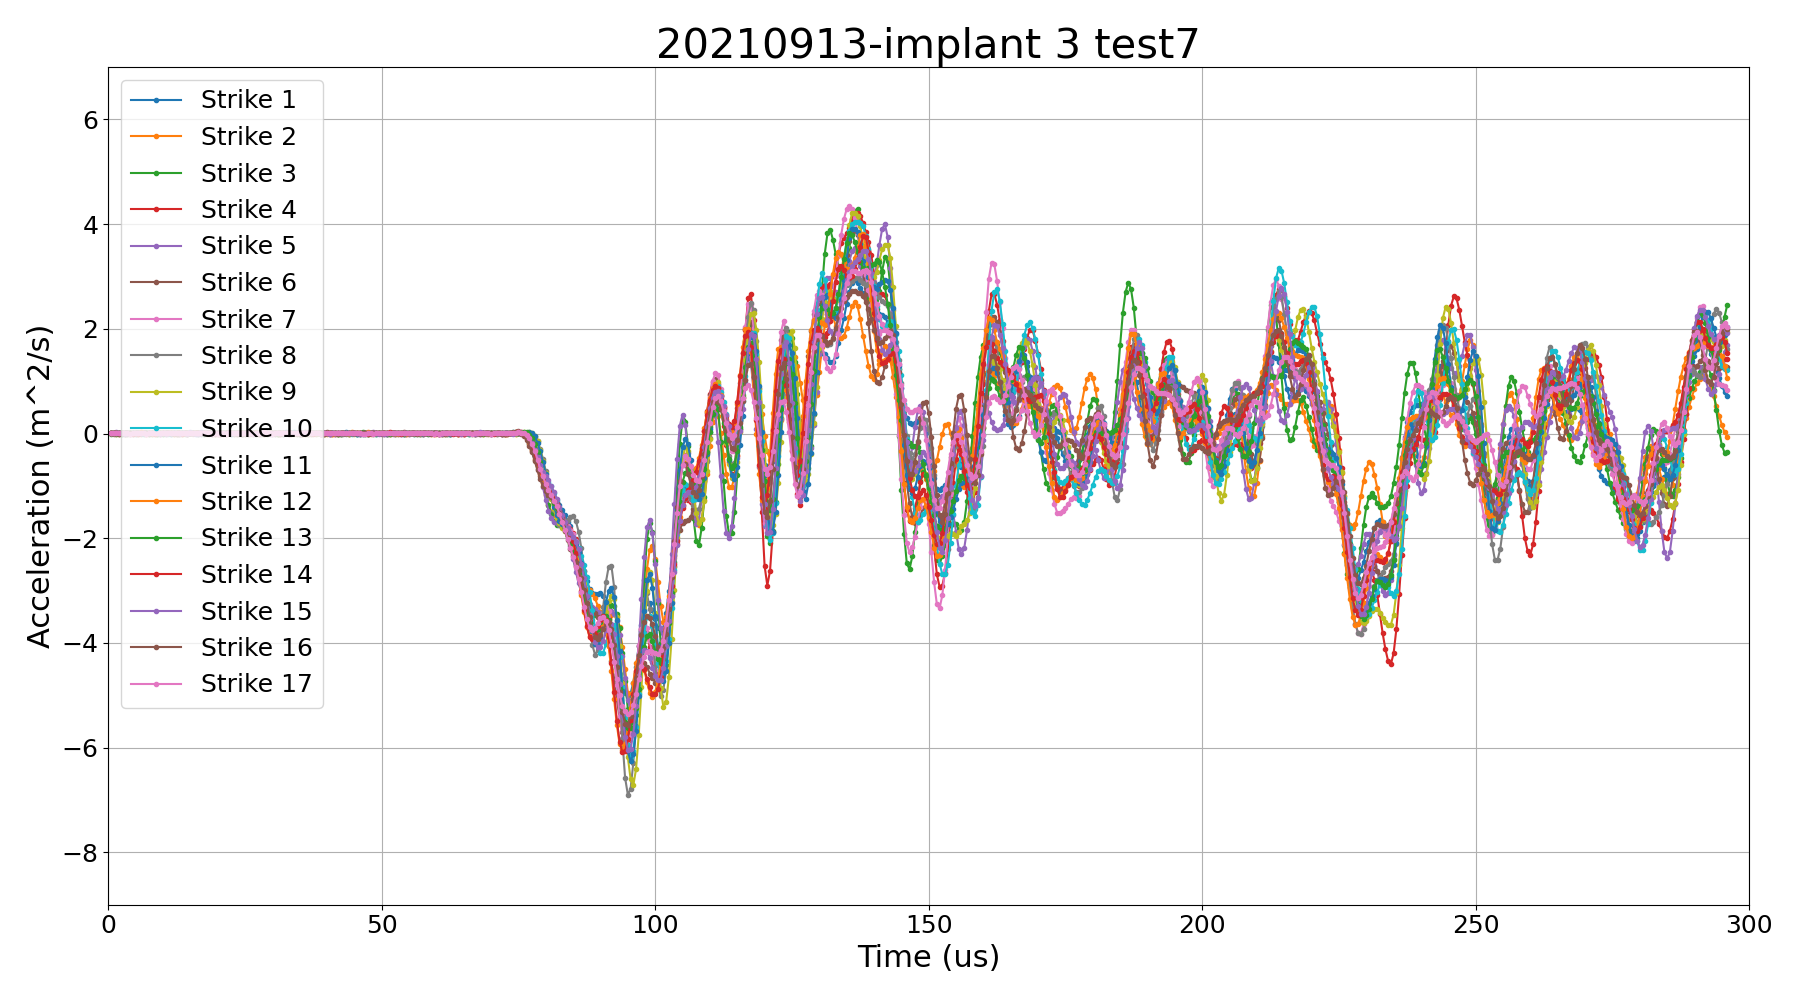 20210913-implant 3 test7
Acceleration (m^2/s)
6
4
2
0
−2
−4
−6
−8
Strike 1
Strike 2
Strike 3
Strike 4
Strike 5
Strike 6
Strike 7
Strike 8
Strike 9
Strike 10
Strike 11
Strike 12
Strike 13
Strike 14
Strike 15
Strike 16
Strike 17
0 50 100 150 200 250 300
Time (us)